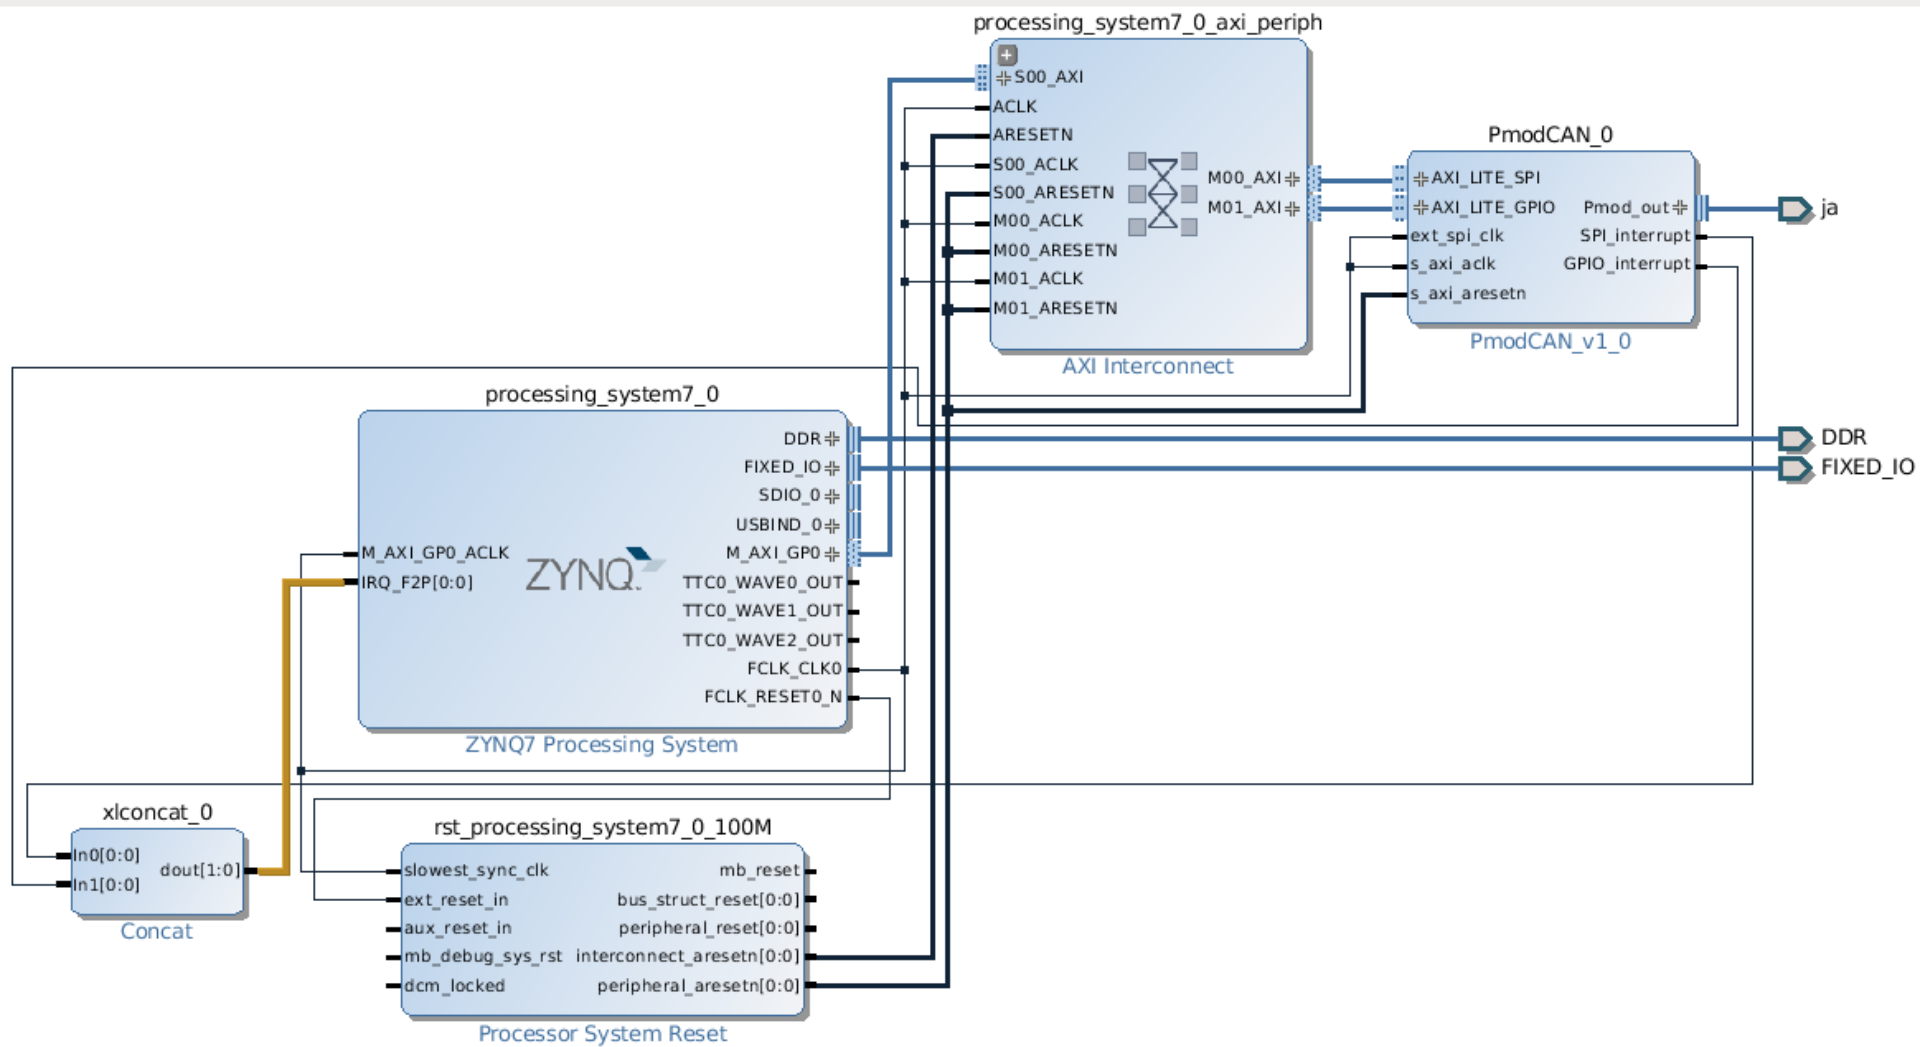 processing_system7_0_axi_periph
S00_AXI
ACLK
ARESETN
S00_ACLK
S00_ARESETN
M00_ACLK
M00_ARESETN
M01_ACLK
M01_ARESETN
M00_AXI
M01_AXI
AXI Interconnect
PmodCAN_0
AXI_LITE_SPI
AXI_LITE_GPIO
ext_spi_clk
s_axi_aclk
s_axi_aresetn
Pmod_out
SPI_interrupt
GPIO_interrupt
PmodCAN_v1_0
ja
processing_system7_0
M_AXI_GP0_ACLK
IRQ_F2P[0:0]
ZYNQ
DDR
FIXED_IO
SDIO_0
USBIND_0
M_AXI_GP0
TTC0_WAVE0_OUT
TTC0_WAVE1_OUT
TTC0_WAVE2_OUT
FCLK_CLK0
FCLK_RESET0_N
ZYNQ7 Processing System
DDR
FIXED_IO
xlconcat_0
In0[0:0]
In1[0:0]
dout[1:0]
Concat
rst_processing_system7_0_100M
slowest_sync_clk
ext_reset_in
aux_reset_in
mb_debug_sys_rst
dcm_locked
mb_reset
bus_struct_reset[0:0]
peripheral_reset[0:0]
interconnect_aresetn[0:0]
peripheral_aresetn[0:0]
Processor System Reset